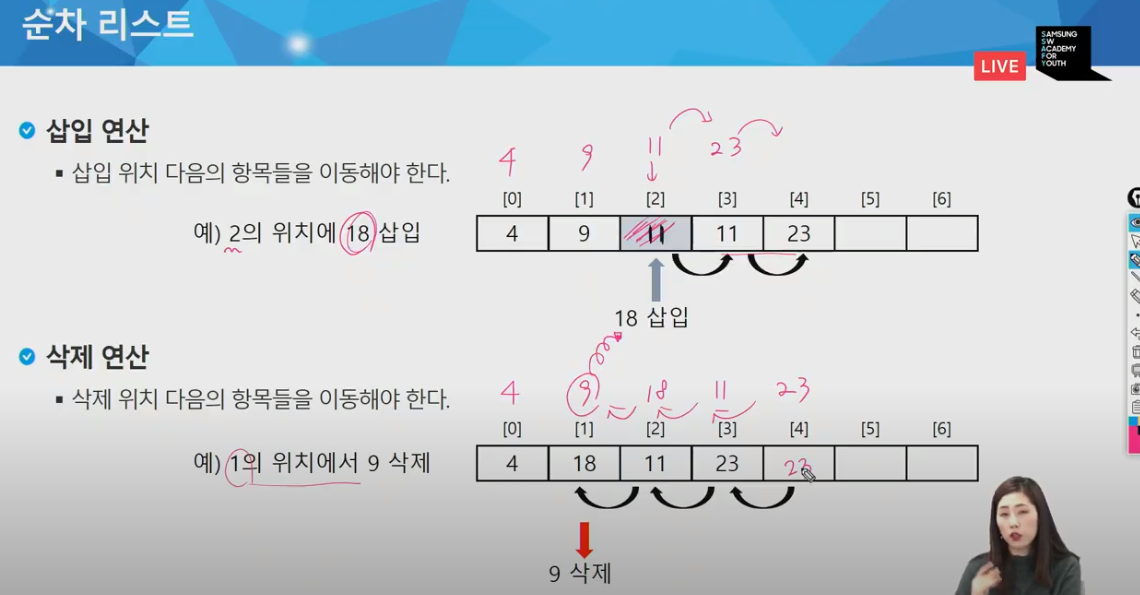 순차 리스트
LIVE
SAMSUNG
SW
ACADEMY
FOR
YOUTH
삽입 연산
▪ 삽입 위치 다음의 항목들을 이동해야 한다.
4 9 11 23
[0] [1] [2] [3] [4] [5] [6]
예) 2의 위치에 18 삽입
4 9 11 11 23
18 삽입
삭제 연산
▪ 삭제 위치 다음의 항목들을 이동해야 한다.
4 9 18 11 23
[0] [1] [2] [3] [4] [5] [6]
예) 1의 위치에서 9 삭제
4 18 11 23 23
9 삭제